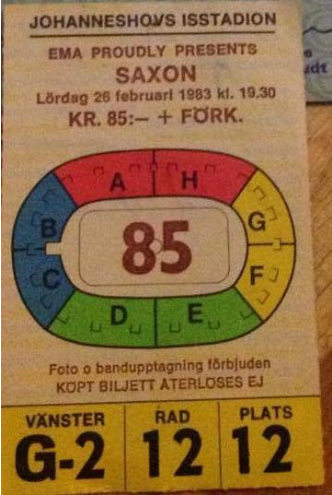 JOHANNESHOVS ISSTADION
EMA PROUDLY PRESENTS
SAXON
Lördag 26 februari 1983 kl. 19.30
KR. 85:— + FÖRK.
A H
B G
85
C F
D E
Foto o bandupptagning förbjuden
KÖPT BILJETT ÅTERLÖSES EJ
VÄNSTER RAD PLATS
G-2 12 12